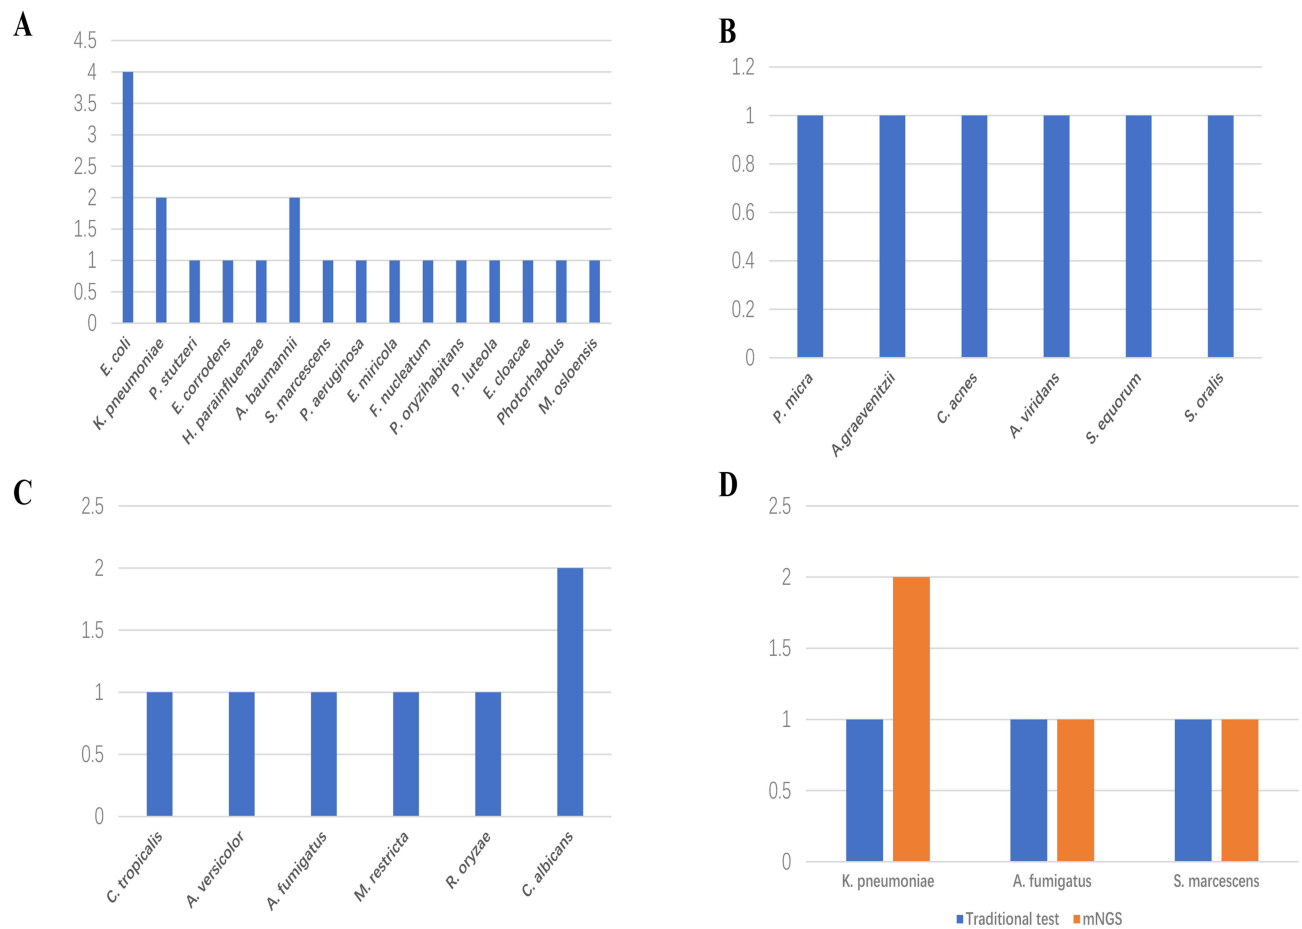 A
4.5
4
3.5
3
2.5
2
1.5
1
0.5
0
E. coli
K. pneumoniae
P. stutzeri
E. corrodens
H. parainfluenzae
A. baumannii
S. marcescens
P. aeruginosa
E. miricola
F. nucleatum
P. oryzihabitans
P. luteola
E. cloacae
Photorhabdus
M. osloensis
B
1.2
1
0.8
0.6
0.4
0.2
0
P. micra
A.graevenitzii
C. acnes
A. viridans
S. equorum
S. oralis
C
2.5
2
1.5
1
0.5
0
C. tropicalis
A. versicolor
A. fumigatus
M. restricta
R. oryzae
C. albicans
D
2.5
2
1.5
1
0.5
0
K. pneumoniae
A. fumigatus
S. marcescens
Traditional test
mNGS